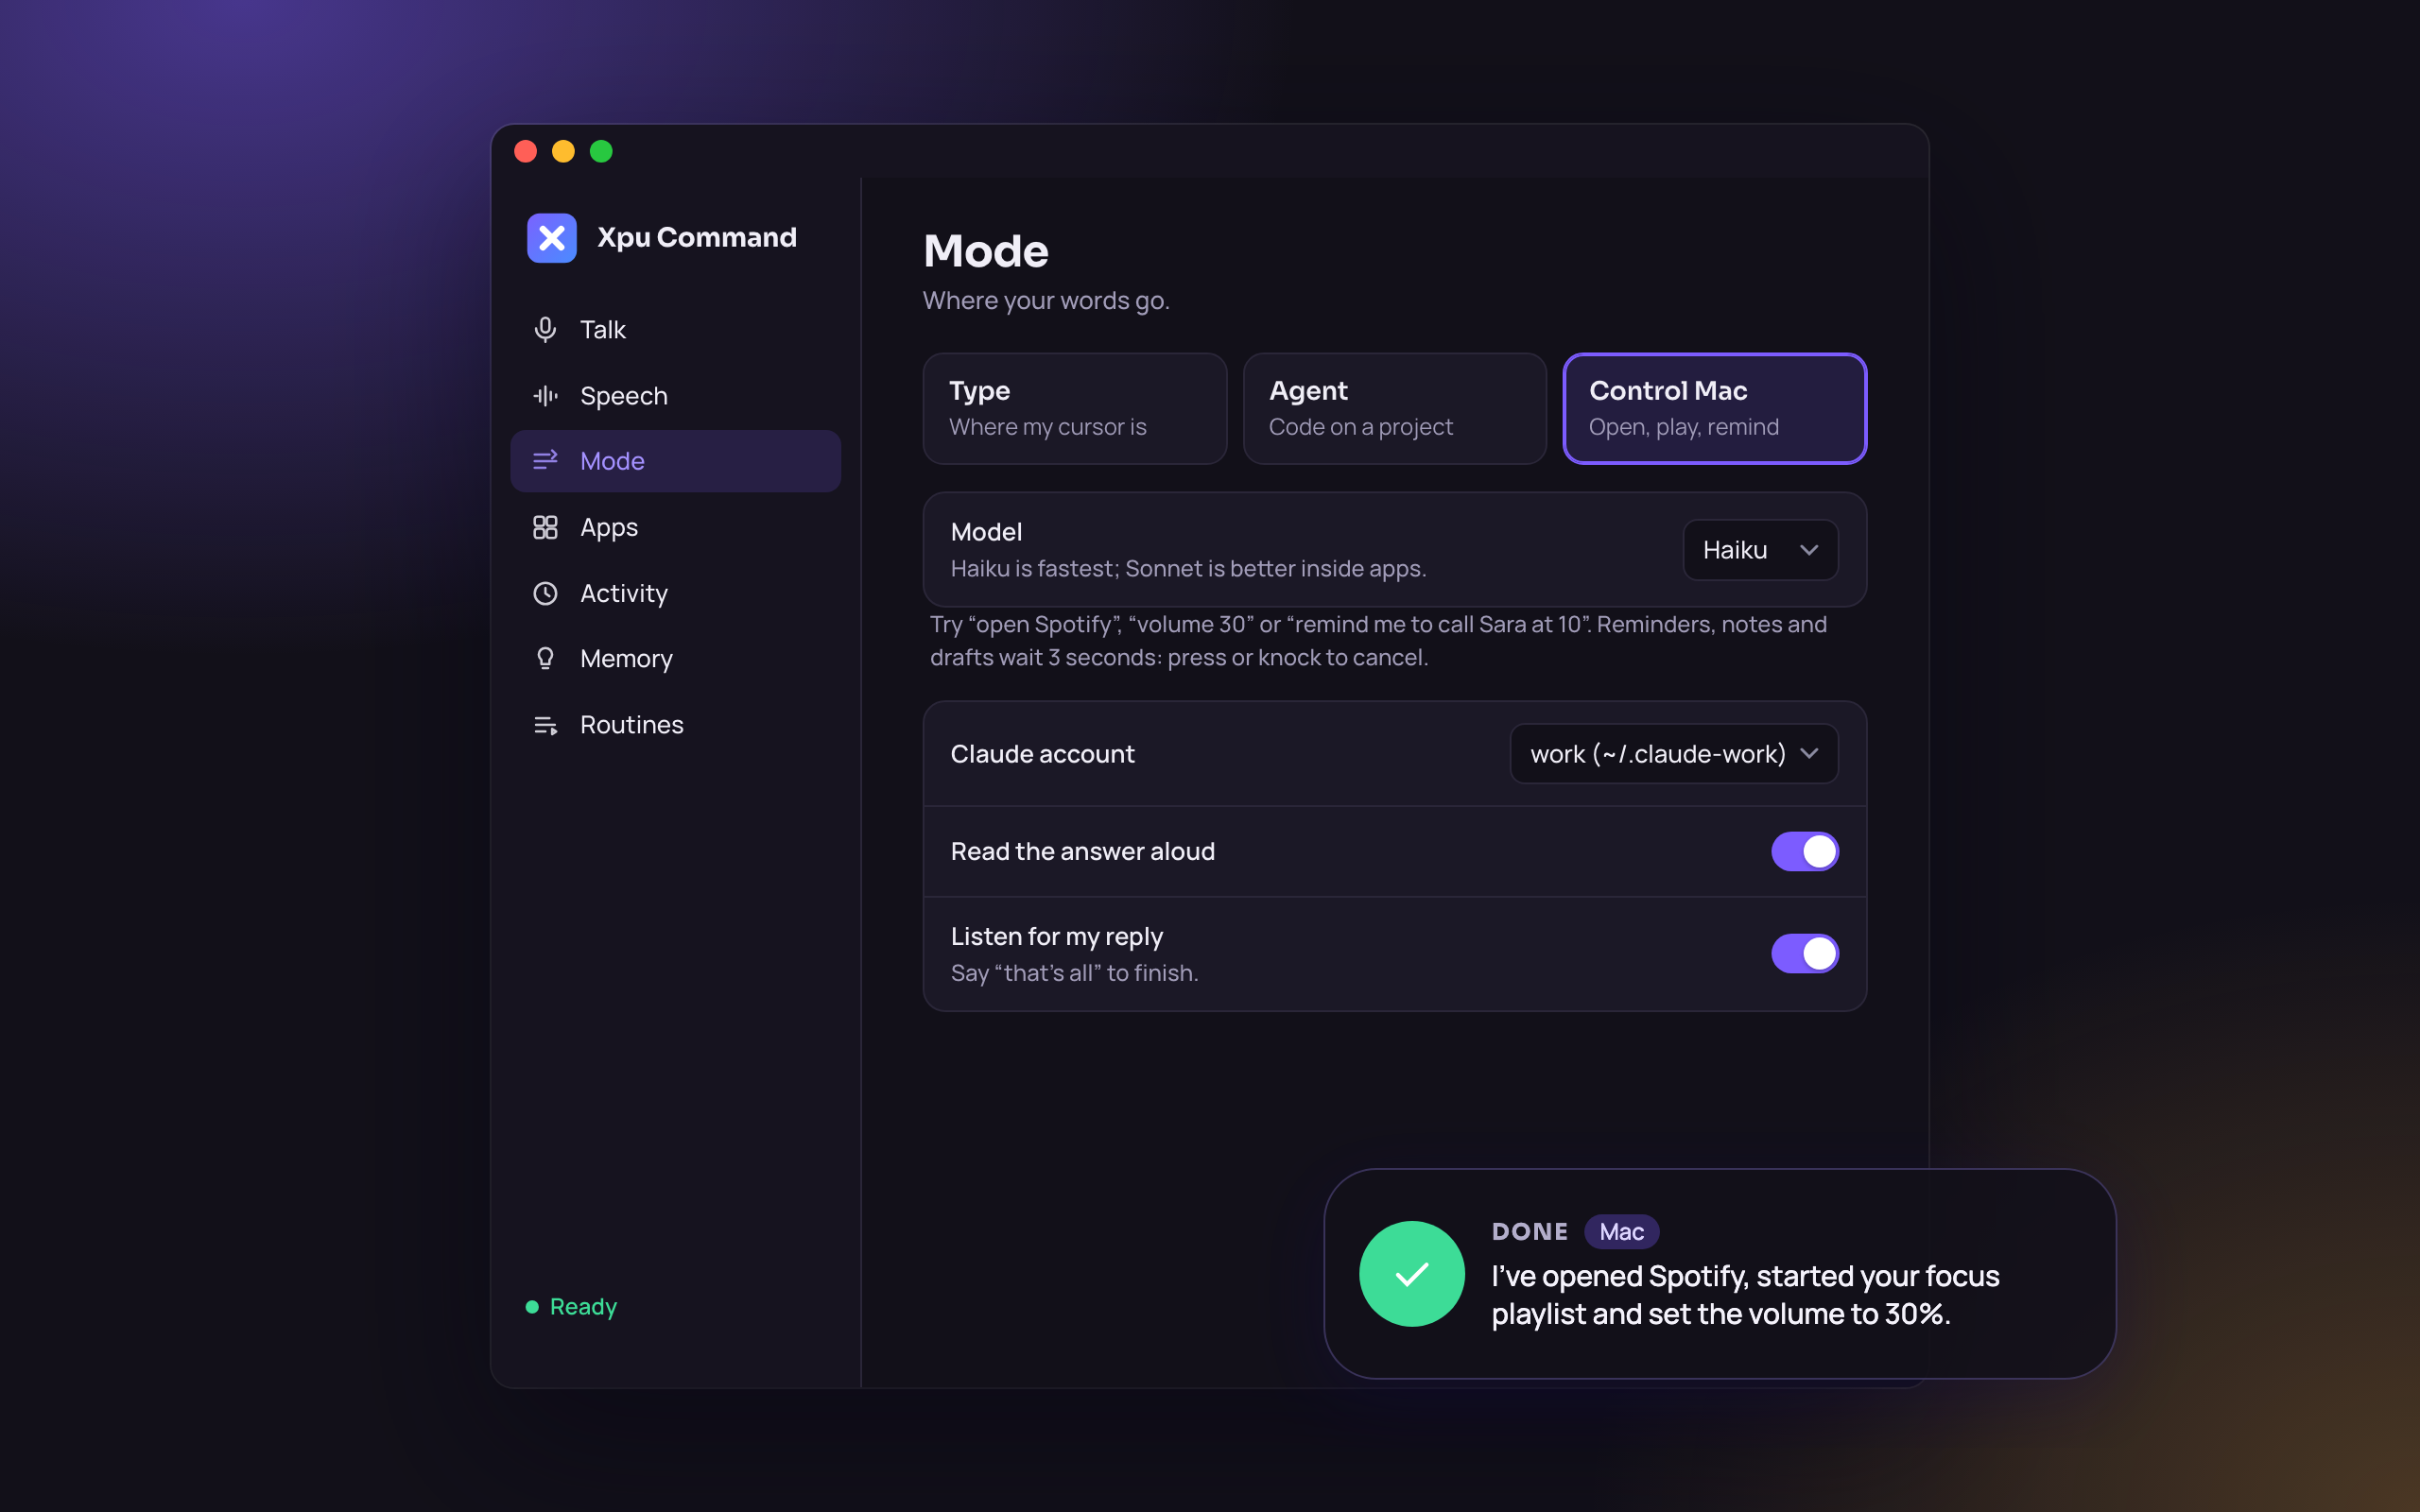 Xpu Command
Talk
Speech
Mode
Apps
Activity
Memory
Routines
Ready
Mode
Where your words go.
Type
Where my cursor is
Agent
Code on a project
Control Mac
Open, play, remind
Model
Haiku is fastest; Sonnet is better inside apps.
Haiku
Try “open Spotify”, “volume 30” or “remind me to call Sara at 10”. Reminders, notes and
drafts wait 3 seconds: press or knock to cancel.
Claude account
work (~/.claude-work)
Read the answer aloud
Listen for my reply
Say “that’s all” to finish.
DONE Mac
I’ve opened Spotify, started your focus
playlist and set the volume to 30%.